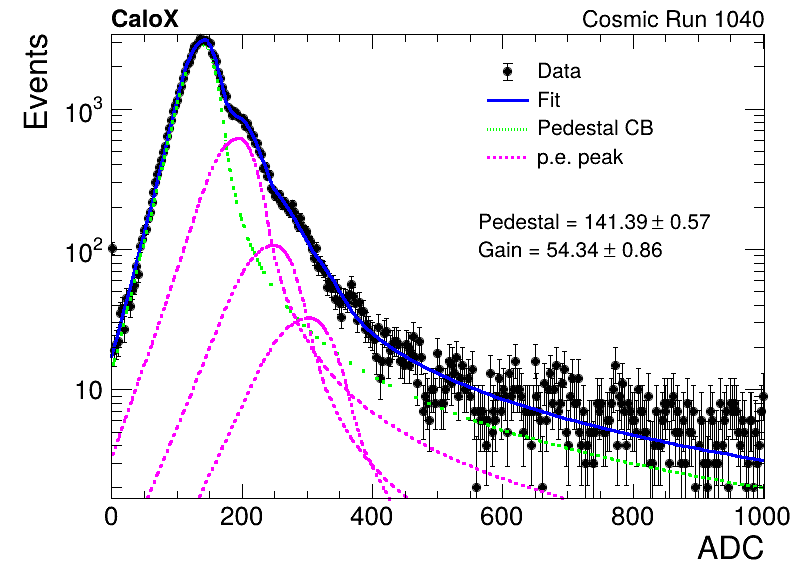 CaloX Cosmic Run 1040
Events
Data
Fit
Pedestal CB
p.e. peak
Pedestal = 141.39 ± 0.57
Gain = 54.34 ± 0.86
10³
10²
10
0 200 400 600 800 1000
ADC